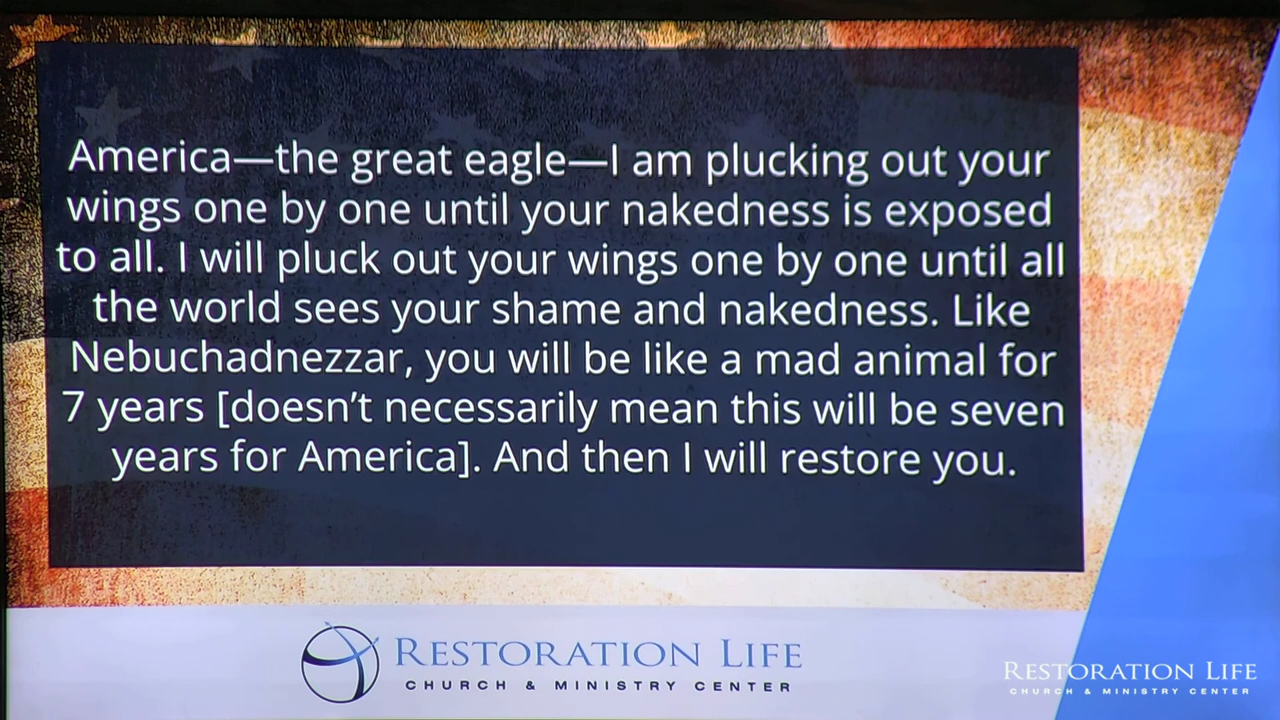 America—the great eagle—I am plucking out your
wings one by one until your nakedness is exposed
to all. I will pluck out your wings one by one until all
the world sees your shame and nakedness. Like
Nebuchadnezzar, you will be like a mad animal for
7 years [doesn't necessarily mean this will be seven
years for America]. And then I will restore you.
RESTORATION LIFE
CHURCH & MINISTRY CENTER
RESTORATION LIFE
CHURCH & MINISTRY CENTER